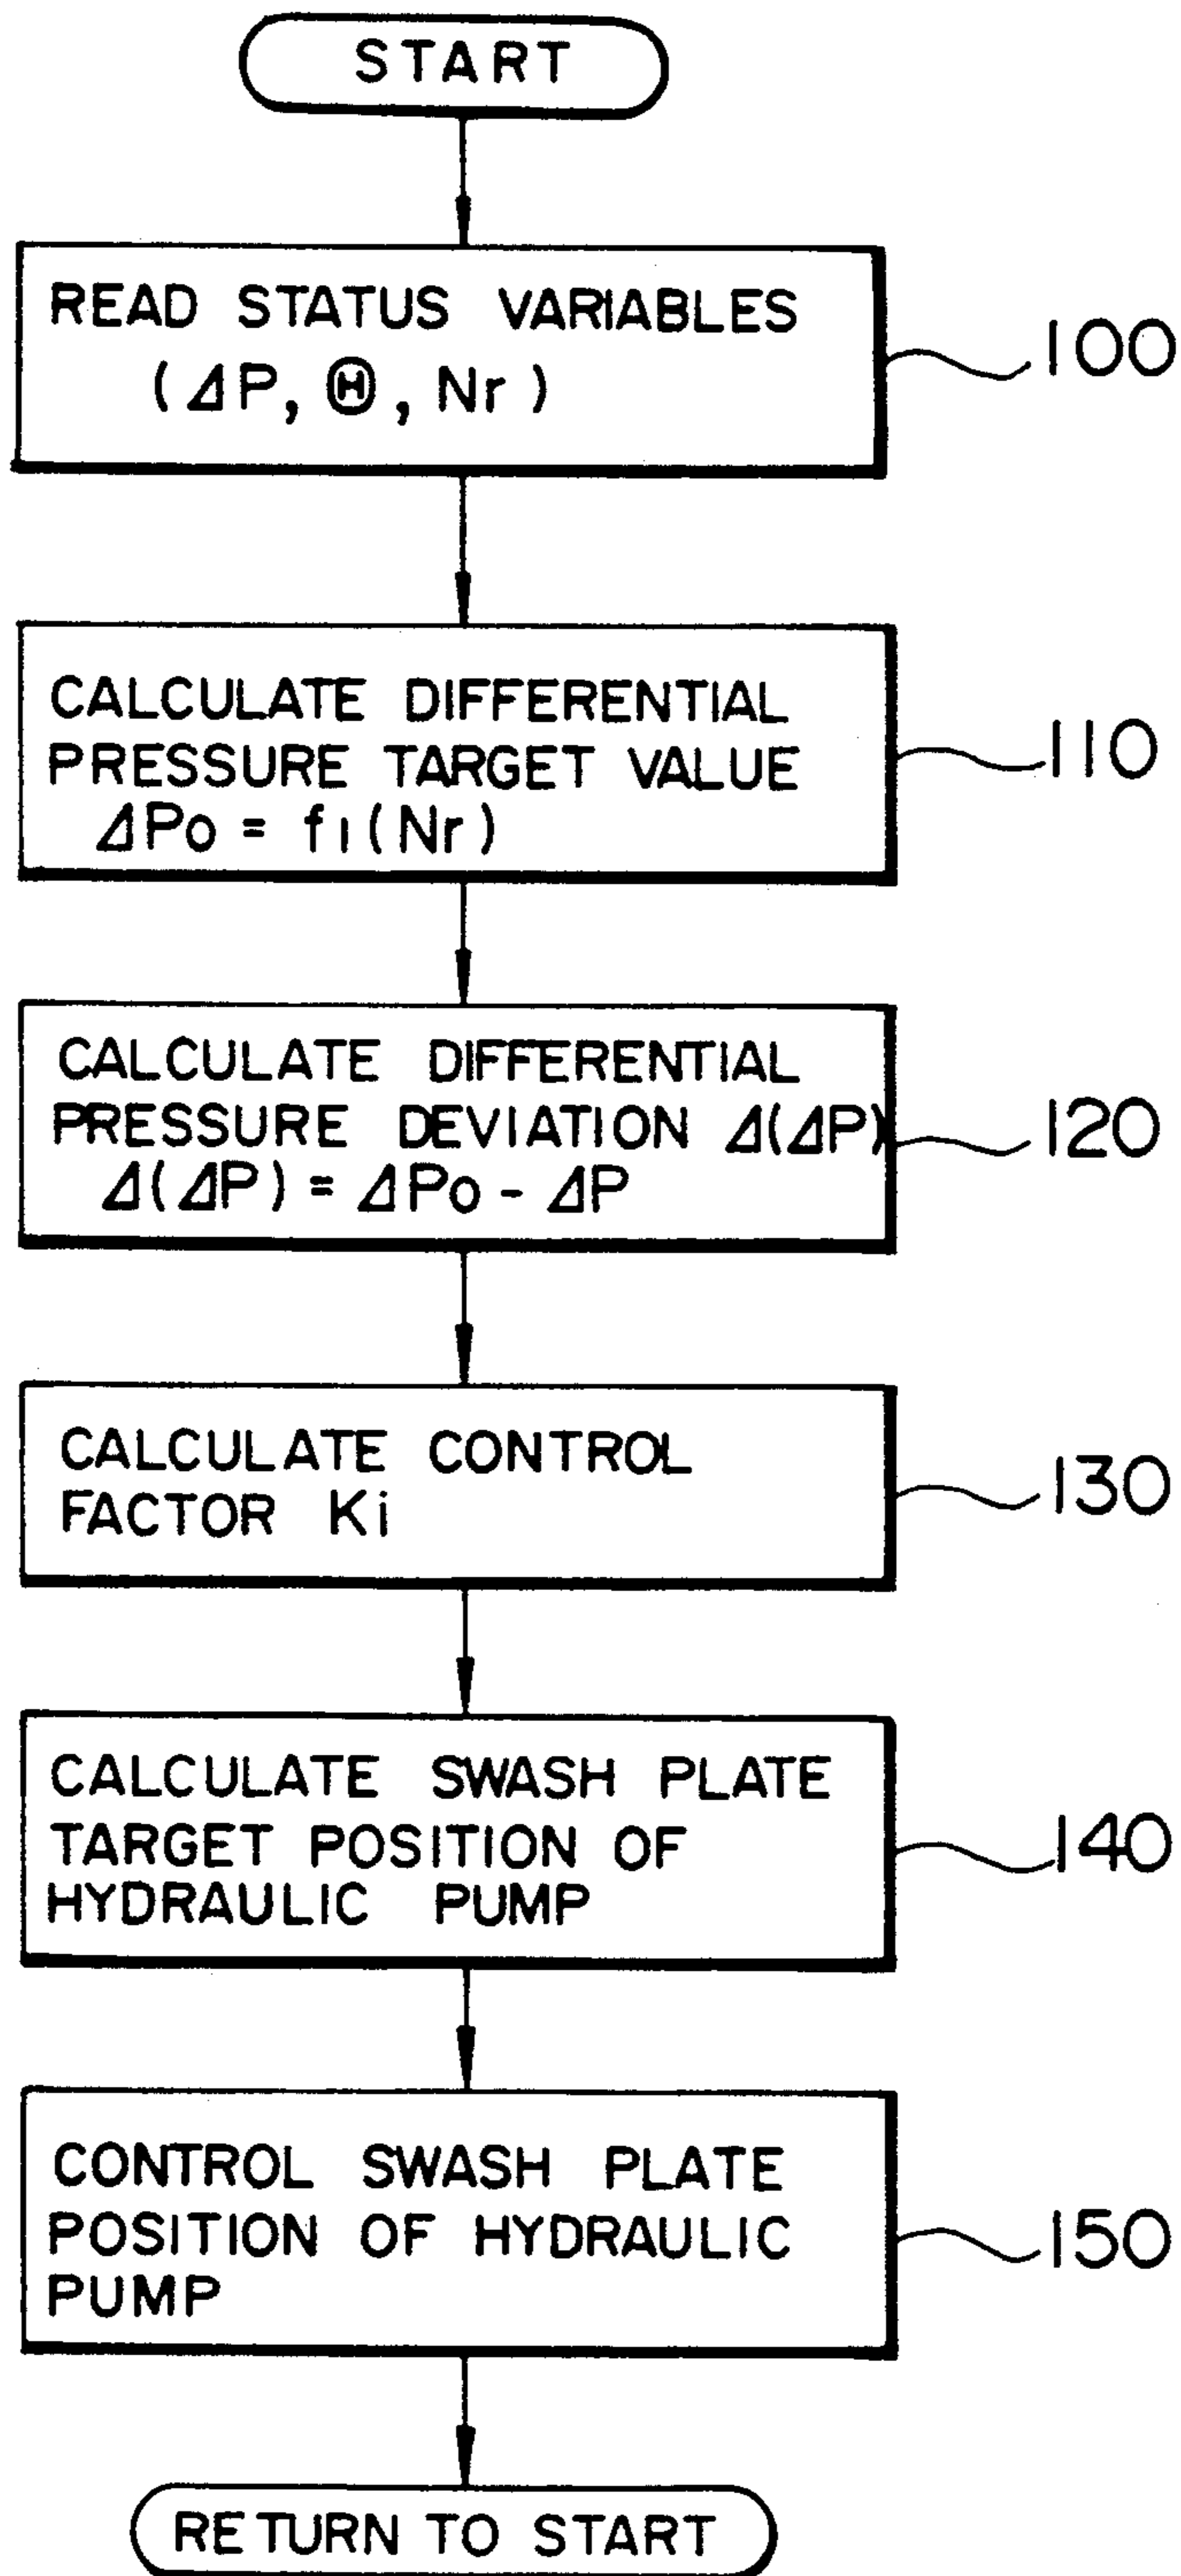 START
READ STATUS VARIABLES
(ΔP, Θ, Nr)
100
CALCULATE DIFFERENTIAL
PRESSURE TARGET VALUE
ΔPo = f1(Nr)
110
CALCULATE DIFFERENTIAL
PRESSURE DEVIATION Δ(ΔP)
Δ(ΔP) = ΔPo - ΔP
120
CALCULATE CONTROL
FACTOR Ki
130
CALCULATE SWASH PLATE
TARGET POSITION OF
HYDRAULIC PUMP
140
CONTROL SWASH PLATE
POSITION OF HYDRAULIC
PUMP
150
RETURN TO START